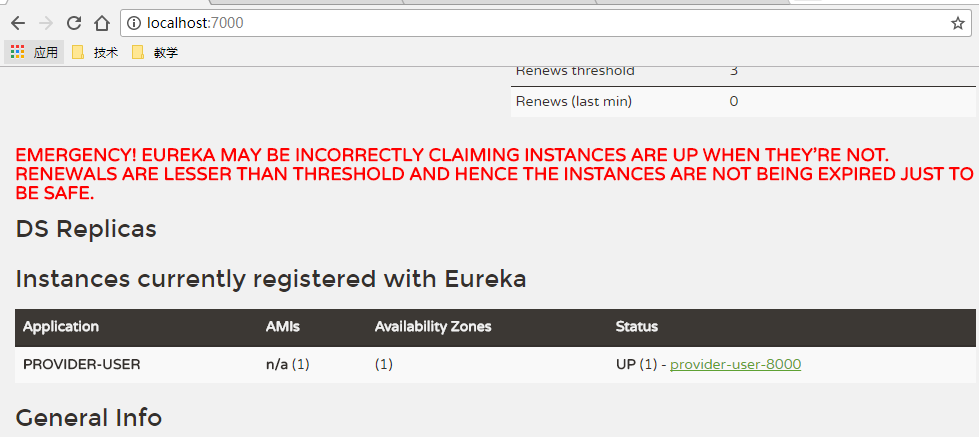 localhost:7000
应用 技术 教学
Renews threshold 3
Renews (last min) 0
EMERGENCY! EUREKA MAY BE INCORRECTLY CLAIMING INSTANCES ARE UP WHEN THEY'RE NOT.
RENEWALS ARE LESSER THAN THRESHOLD AND HENCE THE INSTANCES ARE NOT BEING EXPIRED JUST TO
BE SAFE.
DS Replicas
Instances currently registered with Eureka
Application AMIs Availability Zones Status
PROVIDER-USER n/a (1) (1) UP (1) - provider-user-8000
General Info